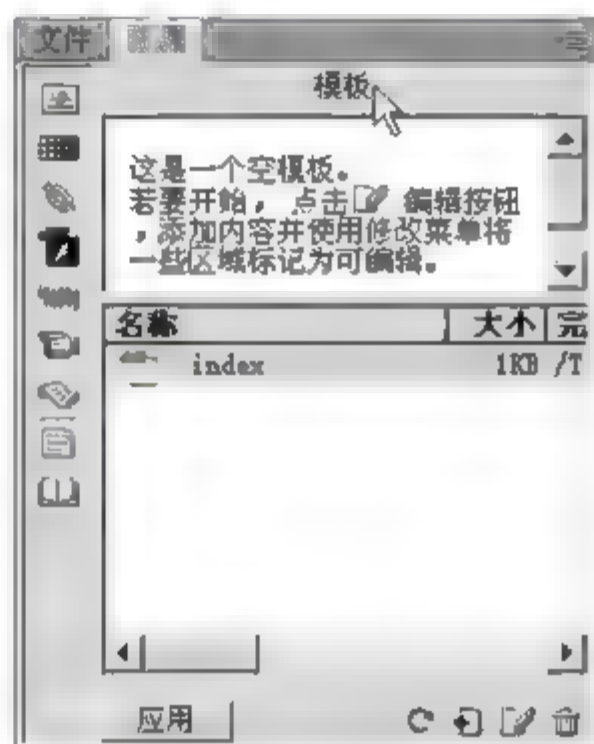 文件 资源
模板
这是一个空模板。
若要开始, 点击 编辑按钮
,添加内容并使用修改菜单将
一些区域标记为可编辑。
名称 大小 完
index 1KB /T
应用